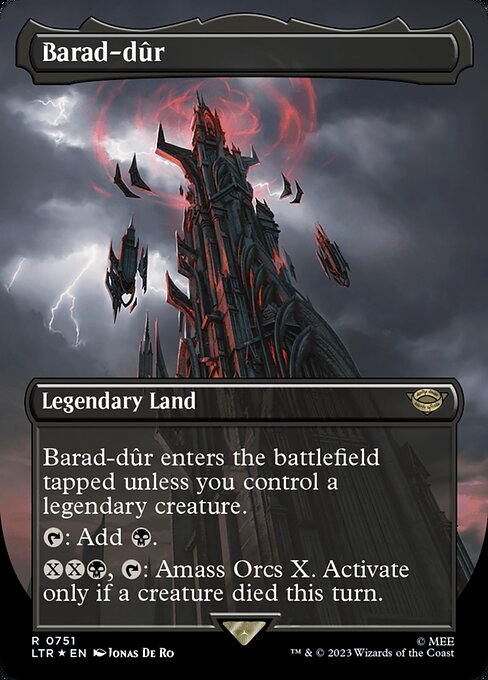 Barad-dûr
Legendary Land
Barad-dûr enters the battlefield
tapped unless you control a
legendary creature.
: Add .
XX, : Amass Orcs X. Activate
only if a creature died this turn.
R 0751
LTR ★ EN Jonas De Ro
© MEE
™ & © 2023 Wizards of the Coast